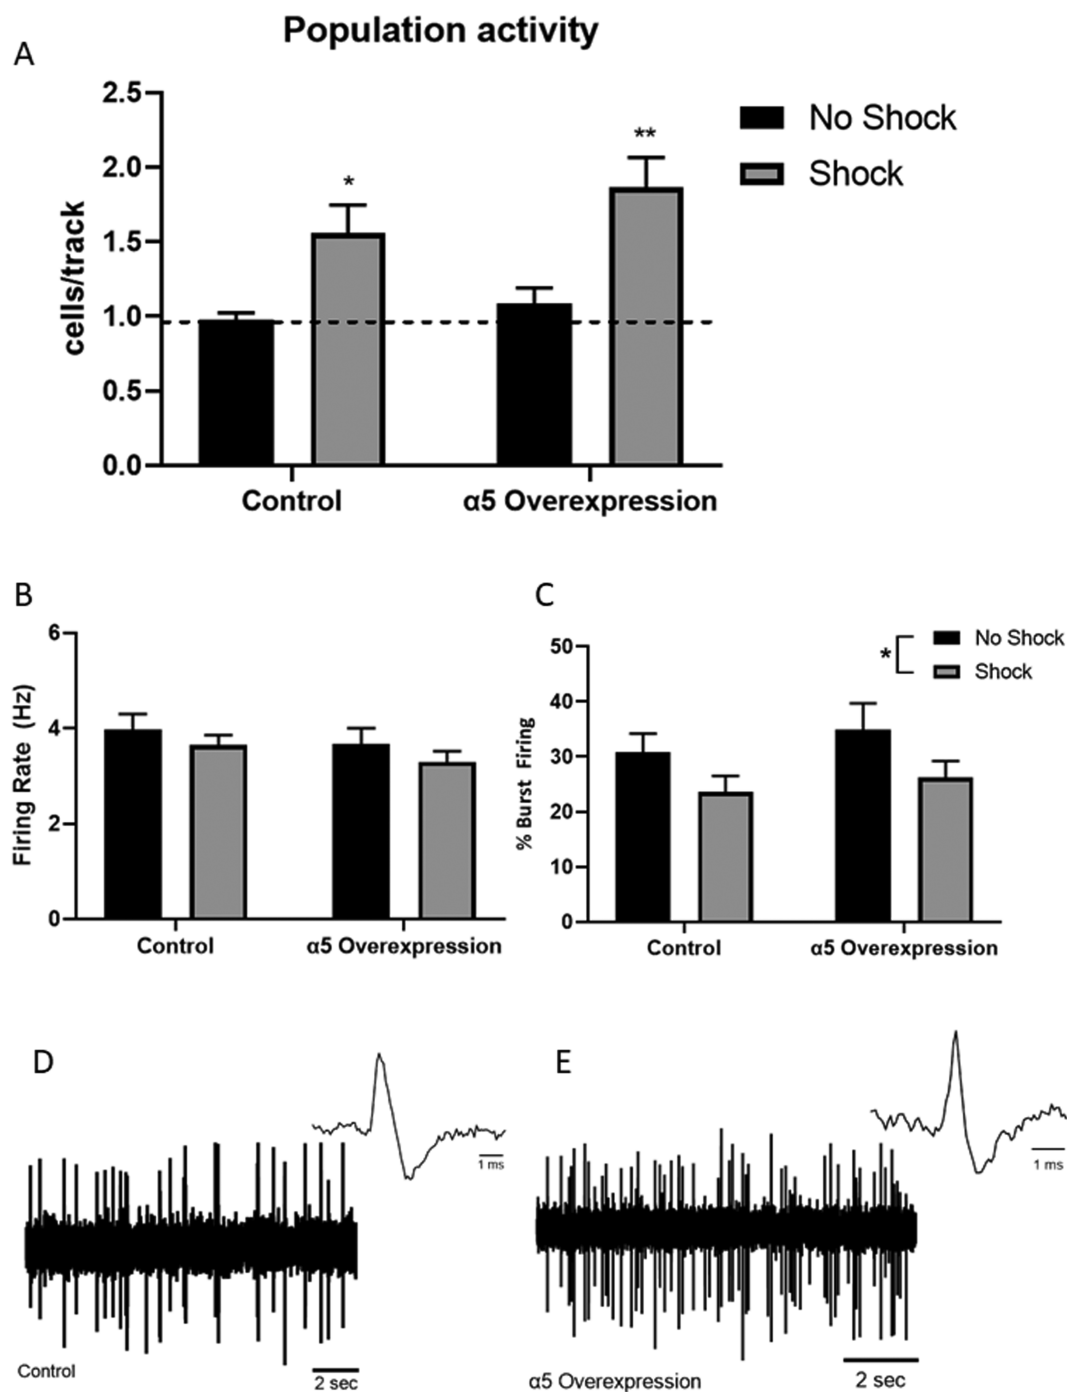 Population activity
A
cells/track
2.5
2.0
1.5
1.0
0.5
0.0
*
**
No Shock
Shock
Control
α5 Overexpression
B
Firing Rate (Hz)
6
4
2
0
Control
α5 Overexpression
C
% Burst Firing
50
40
30
20
10
0
*
No Shock
Shock
Control
α5 Overexpression
D
1 ms
Control
2 sec
E
1 ms
α5 Overexpression
2 sec